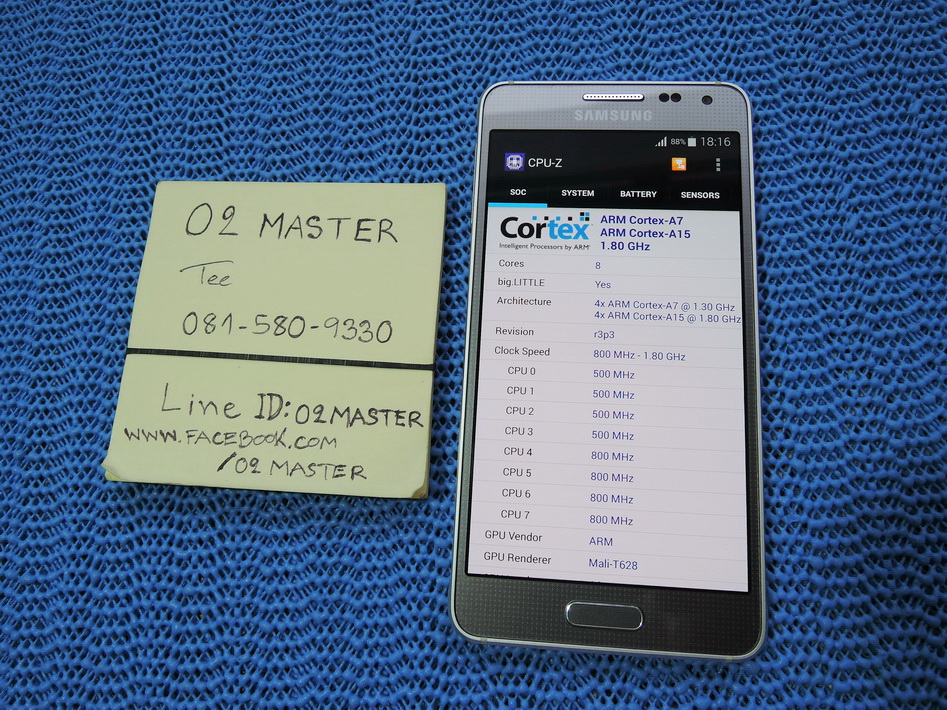 02 MASTER
Tee
081-580-9330
Line ID: 02MASTER
WWW.FACEBOOK.COM
/02 MASTER
SAMSUNG
88% 18:16
CPU-Z
SOC SYSTEM BATTERY SENSORS
Cortex
Intelligent Processors by ARM
ARM Cortex-A7
ARM Cortex-A15
1.80 GHz
Cores 8
big.LITTLE Yes
Architecture 4x ARM Cortex-A7 @ 1.30 GHz
4x ARM Cortex-A15 @ 1.80 GHz
Revision r3p3
Clock Speed 800 MHz - 1.80 GHz
CPU 0 500 MHz
CPU 1 500 MHz
CPU 2 500 MHz
CPU 3 500 MHz
CPU 4 800 MHz
CPU 5 800 MHz
CPU 6 800 MHz
CPU 7 800 MHz
GPU Vendor ARM
GPU Renderer Mali-T628